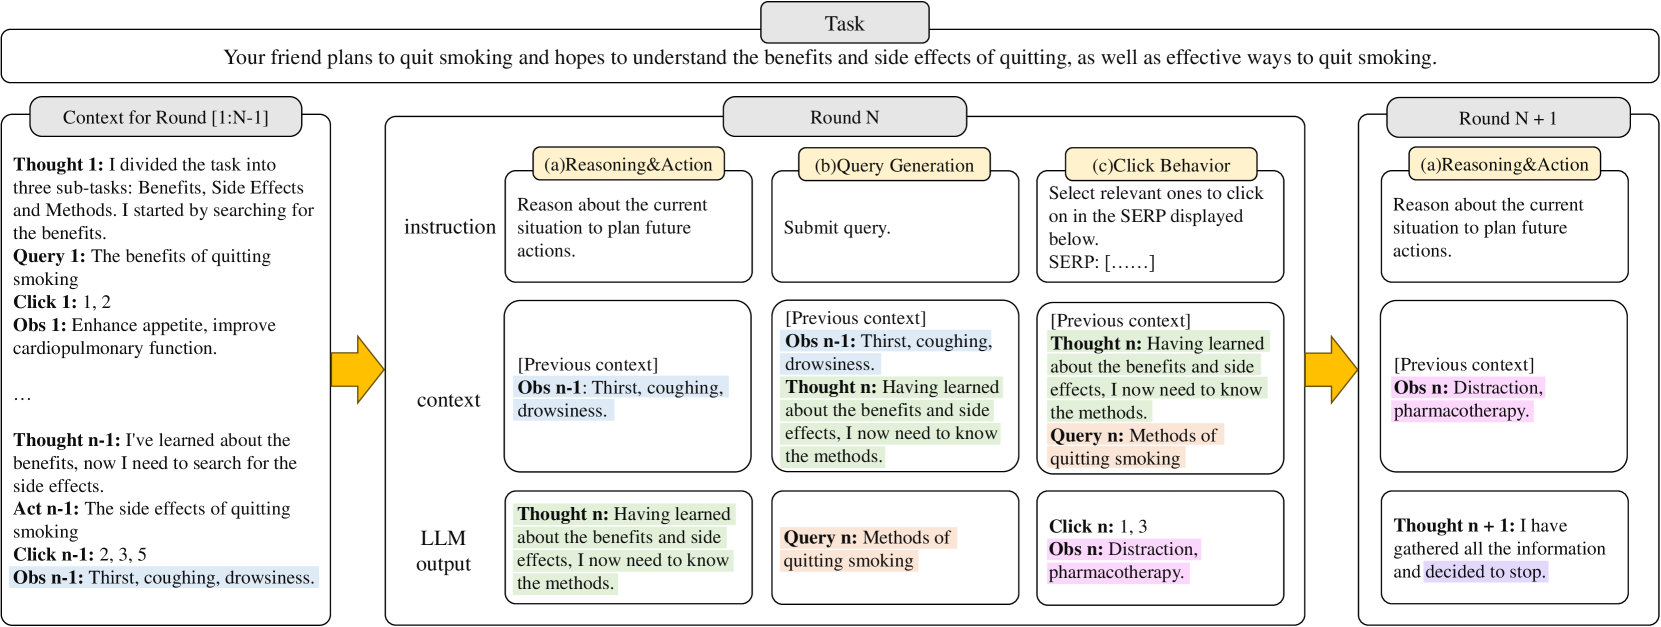 Task
Your friend plans to quit smoking and hopes to understand the benefits and side effects of quitting, as well as effective ways to quit smoking.
Context for Round [1:N-1]
Thought 1: I divided the task into
three sub-tasks: Benefits, Side Effects
and Methods. I started by searching for
the benefits.
Query 1: The benefits of quitting
smoking
Click 1: 1, 2
Obs 1: Enhance appetite, improve
cardiopulmonary function.
...
Thought n-1: I've learned about the
benefits, now I need to search for the
side effects.
Act n-1: The side effects of quitting
smoking
Click n-1: 2, 3, 5
Obs n-1: Thirst, coughing, drowsiness.
Round N
instruction
context
LLM
output
(a)Reasoning&Action
Reason about the current
situation to plan future
actions.
[Previous context]
Obs n-1: Thirst, coughing,
drowsiness.
Thought n: Having learned
about the benefits and side
effects, I now need to know
the methods.
(b)Query Generation
Submit query.
[Previous context]
Obs n-1: Thirst, coughing,
drowsiness.
Thought n: Having learned
about the benefits and side
effects, I now need to know
the methods.
Query n: Methods of
quitting smoking
(c)Click Behavior
Select relevant ones to click
on in the SERP displayed
below.
SERP: [......]
[Previous context]
Thought n: Having learned
about the benefits and side
effects, I now need to know
the methods.
Query n: Methods of
quitting smoking
Click n: 1, 3
Obs n: Distraction,
pharmacotherapy.
Round N + 1
(a)Reasoning&Action
Reason about the current
situation to plan future
actions.
[Previous context]
Obs n: Distraction,
pharmacotherapy.
Thought n + 1: I have
gathered all the information
and decided to stop.